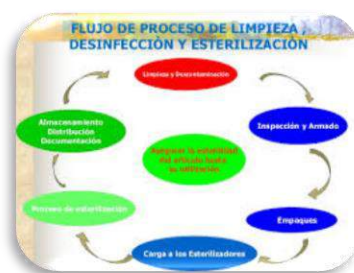 FLUJO DE PROCESO DE LIMPIEZA ,
DESINFECCIÓN Y ESTERILIZACIÓN
Limpieza y Descontaminación
Inspección y Armado
Empaques
Carga a los Esterilizadores
Proceso de esterilización
Almacenamiento
Distribución
Documentación
Asegurar la esterilidad
del artículo hasta
su utilización